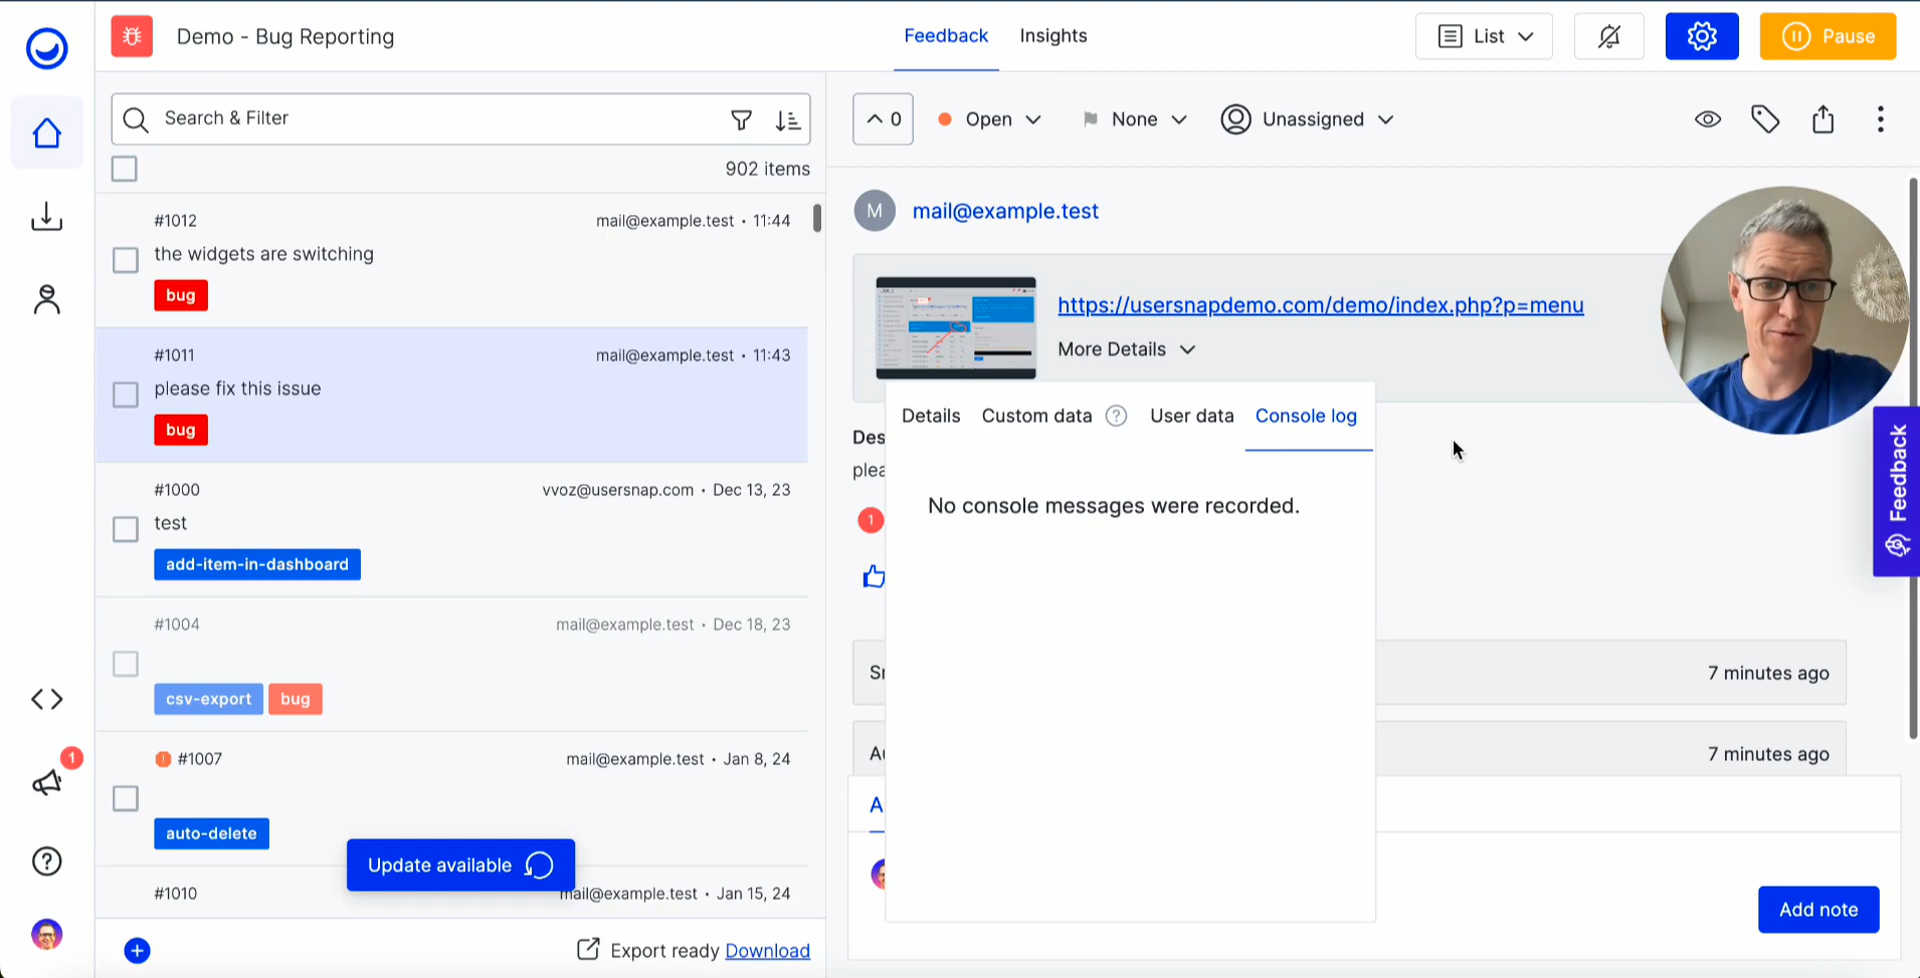 Demo - Bug Reporting
Feedback
Insights
List
Pause
Search & Filter
902 items
#1012
mail@example.test • 11:44
the widgets are switching
bug
#1011
mail@example.test • 11:43
please fix this issue
bug
#1000
vvoz@usersnap.com • Dec 13, 23
test
add-item-in-dashboard
#1004
mail@example.test • Dec 18, 23
csv-export
bug
#1007
mail@example.test • Jan 8, 24
auto-delete
Update available
#1010
mail@example.test • Jan 15, 24
Export ready Download
1
0
Open
None
Unassigned
M
mail@example.test
https://usersnapdemo.com/demo/index.php?p=menu
More Details
Details
Custom data
?
User data
Console log
No console messages were recorded.
Des
plea
1
7 minutes ago
7 minutes ago
A
Add note
Feedback